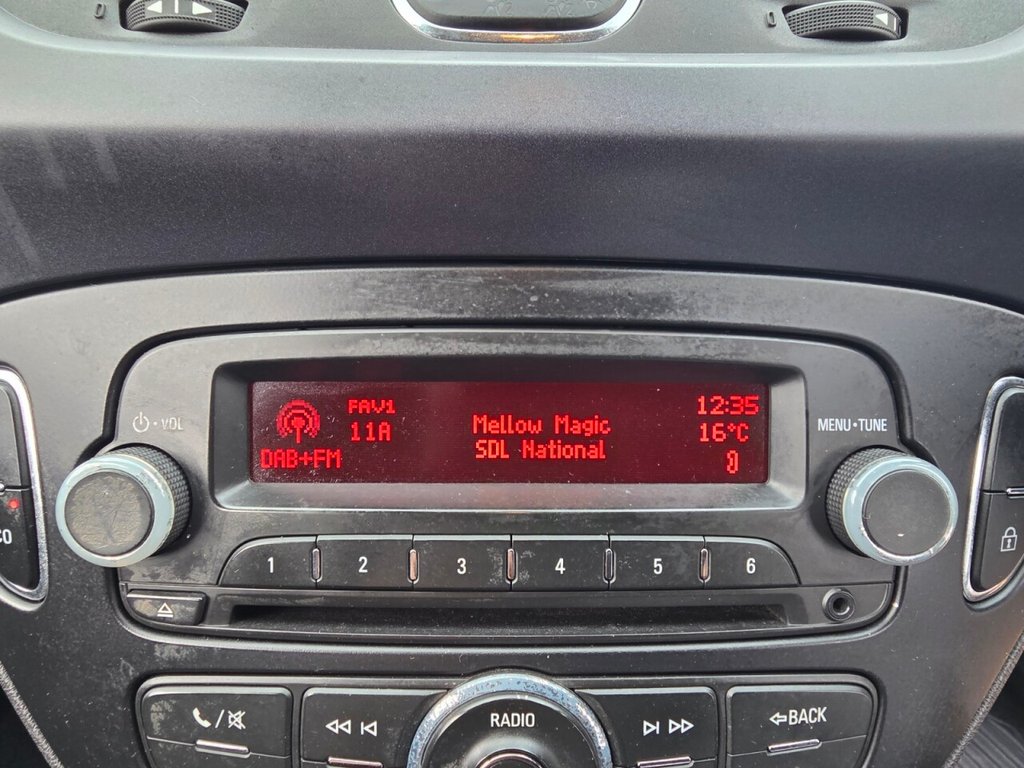 FAV1
11A
DAB+FM
Mellow Magic
SDL National
12:35
16°C
VOL
MENU•TUNE
1 2 3 4 5 6
CO
RADIO
BACK